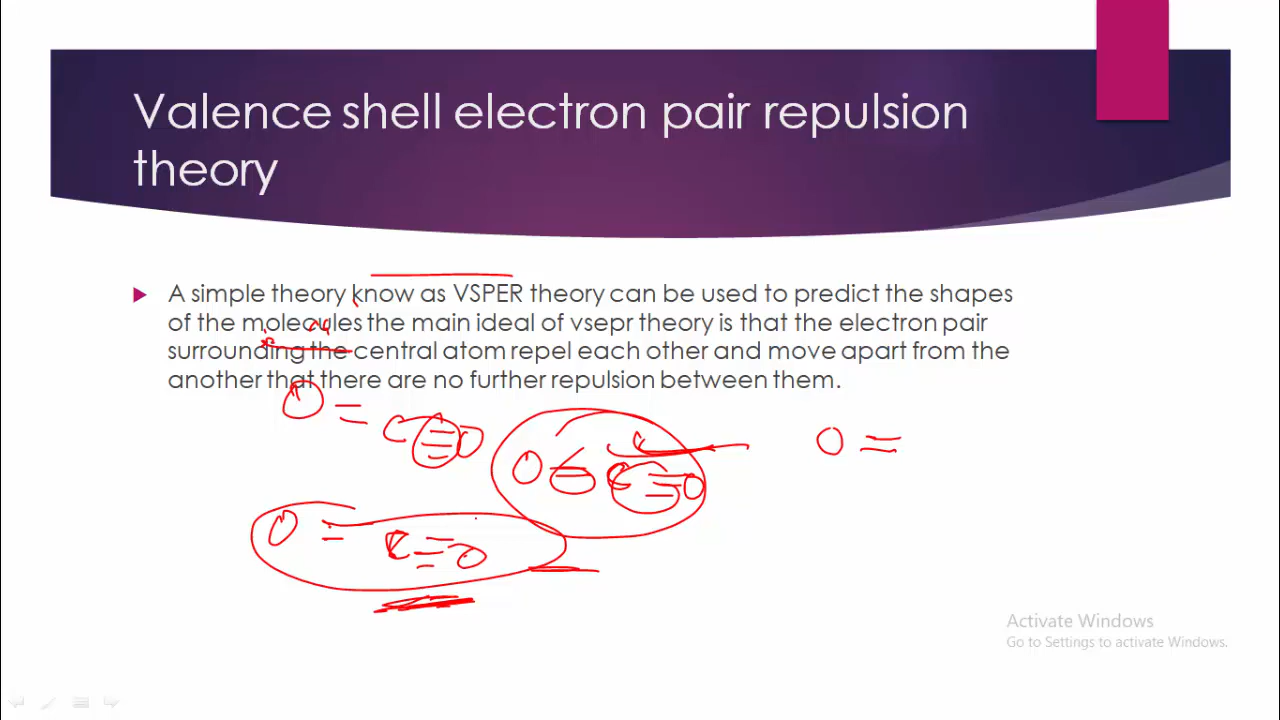 Valence shell electron pair repulsion
theory
A simple theory know as VSPER theory can be used to predict the shapes
of the molecules the main ideal of vsepr theory is that the electron pair
surrounding the central atom repel each other and move apart from the
another that there are no further repulsion between them.
O =
C≡O
O = C = O
O =
O = C = O
Activate Windows
Go to Settings to activate Windows.